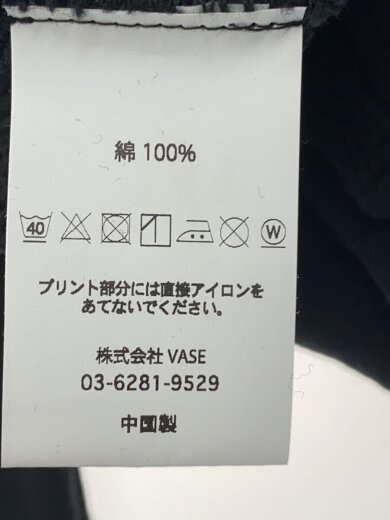 綿 100%
40 W
プリント部分には直接アイロンを
あてないでください。
株式会社 VASE
03-6281-9529
中国製